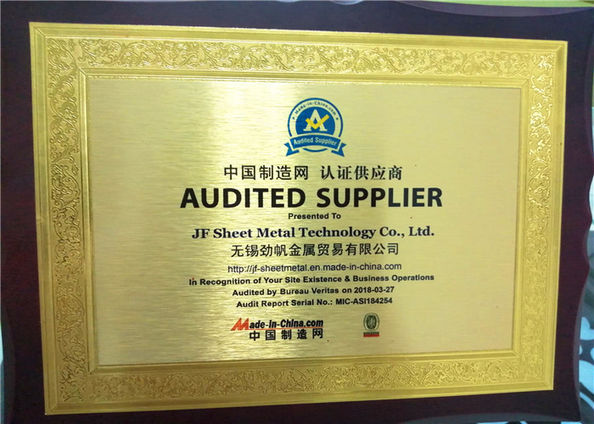 Made-in-China.com
Audited Supplier
中国制造网 认证供应商
AUDITED SUPPLIER
Presented To
JF Sheet Metal Technology Co., Ltd.
无锡劲帆金属贸易有限公司
http://jf-sheetmetal.en.made-in-china.com
In Recognition of Your Site Existence & Business Operations
Audited by Bureau Veritas on 2018-03-27
Audit Report Serial No.: MIC-ASI184254
Made-in-China.com
中国制造网